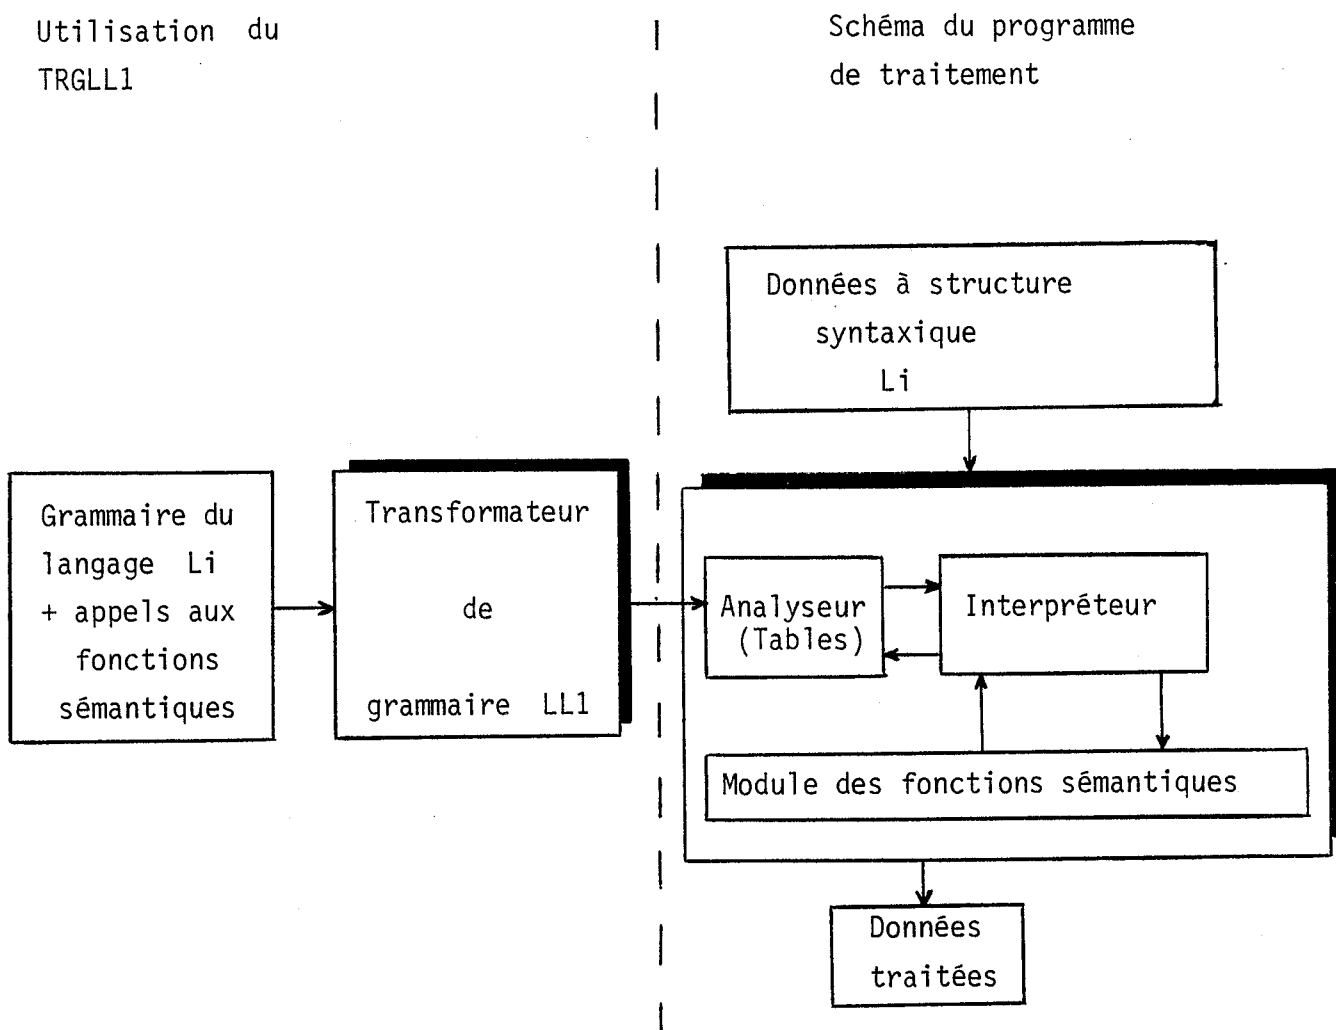 Utilisation du
TRGLL1
Schéma du programme
de traitement
Données à structure
syntaxique
Li
Grammaire du
langage Li
+ appels aux
fonctions
sémantiques
Transformateur
de
grammaire LL1
Analyseur
(Tables)
Interpréteur
Module des fonctions sémantiques
Données
traitées